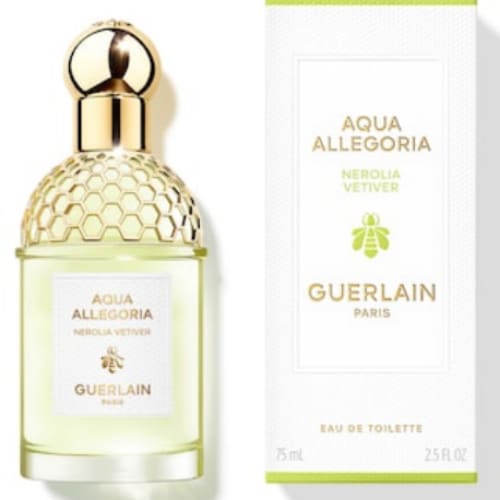 AQUA
ALLEGORIA
NEROLIA VETIVER
GUERLAIN
PARIS
AQUA
ALLEGORIA
NEROLIA
VETIVER
GUERLAIN
PARIS
EAU DE TOILETTE
75 mL 2.5 FL OZ